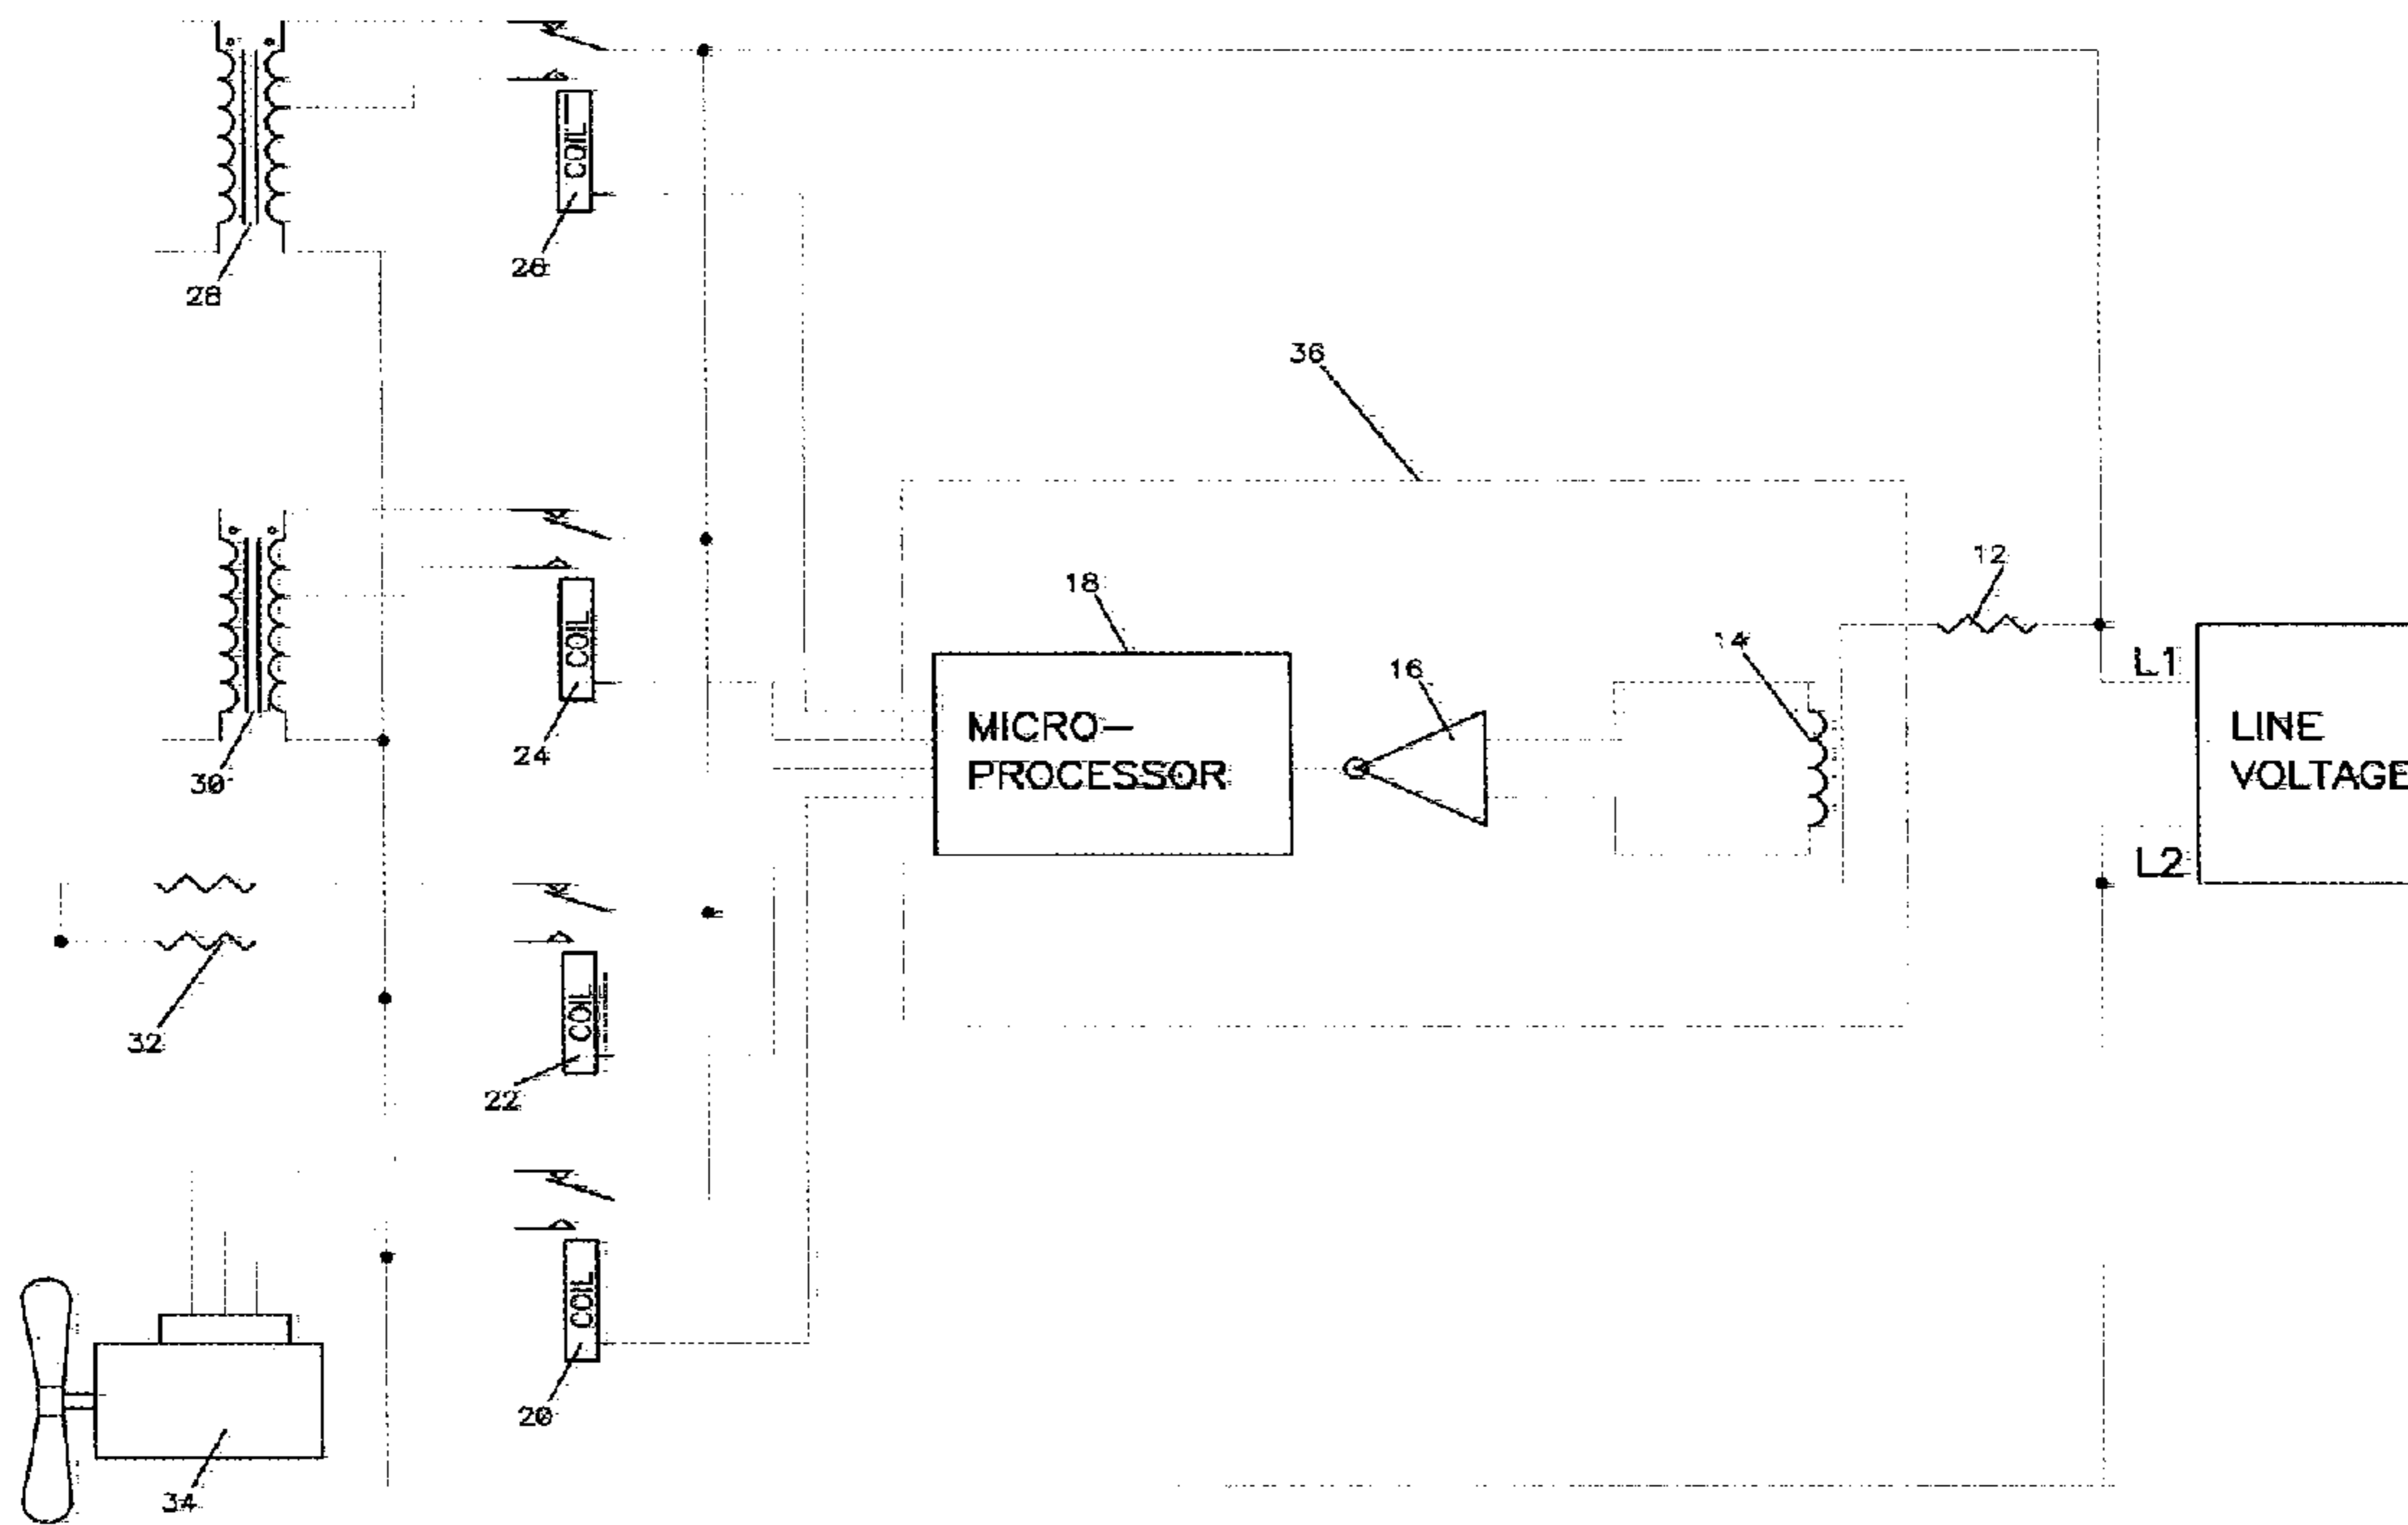 COIL
26
28
36
12
18
14
16
L1
COIL
MICRO-
PROCESSOR
LINE
VOLTAGE
24
30
L2
COIL
32
22
COIL
20
34